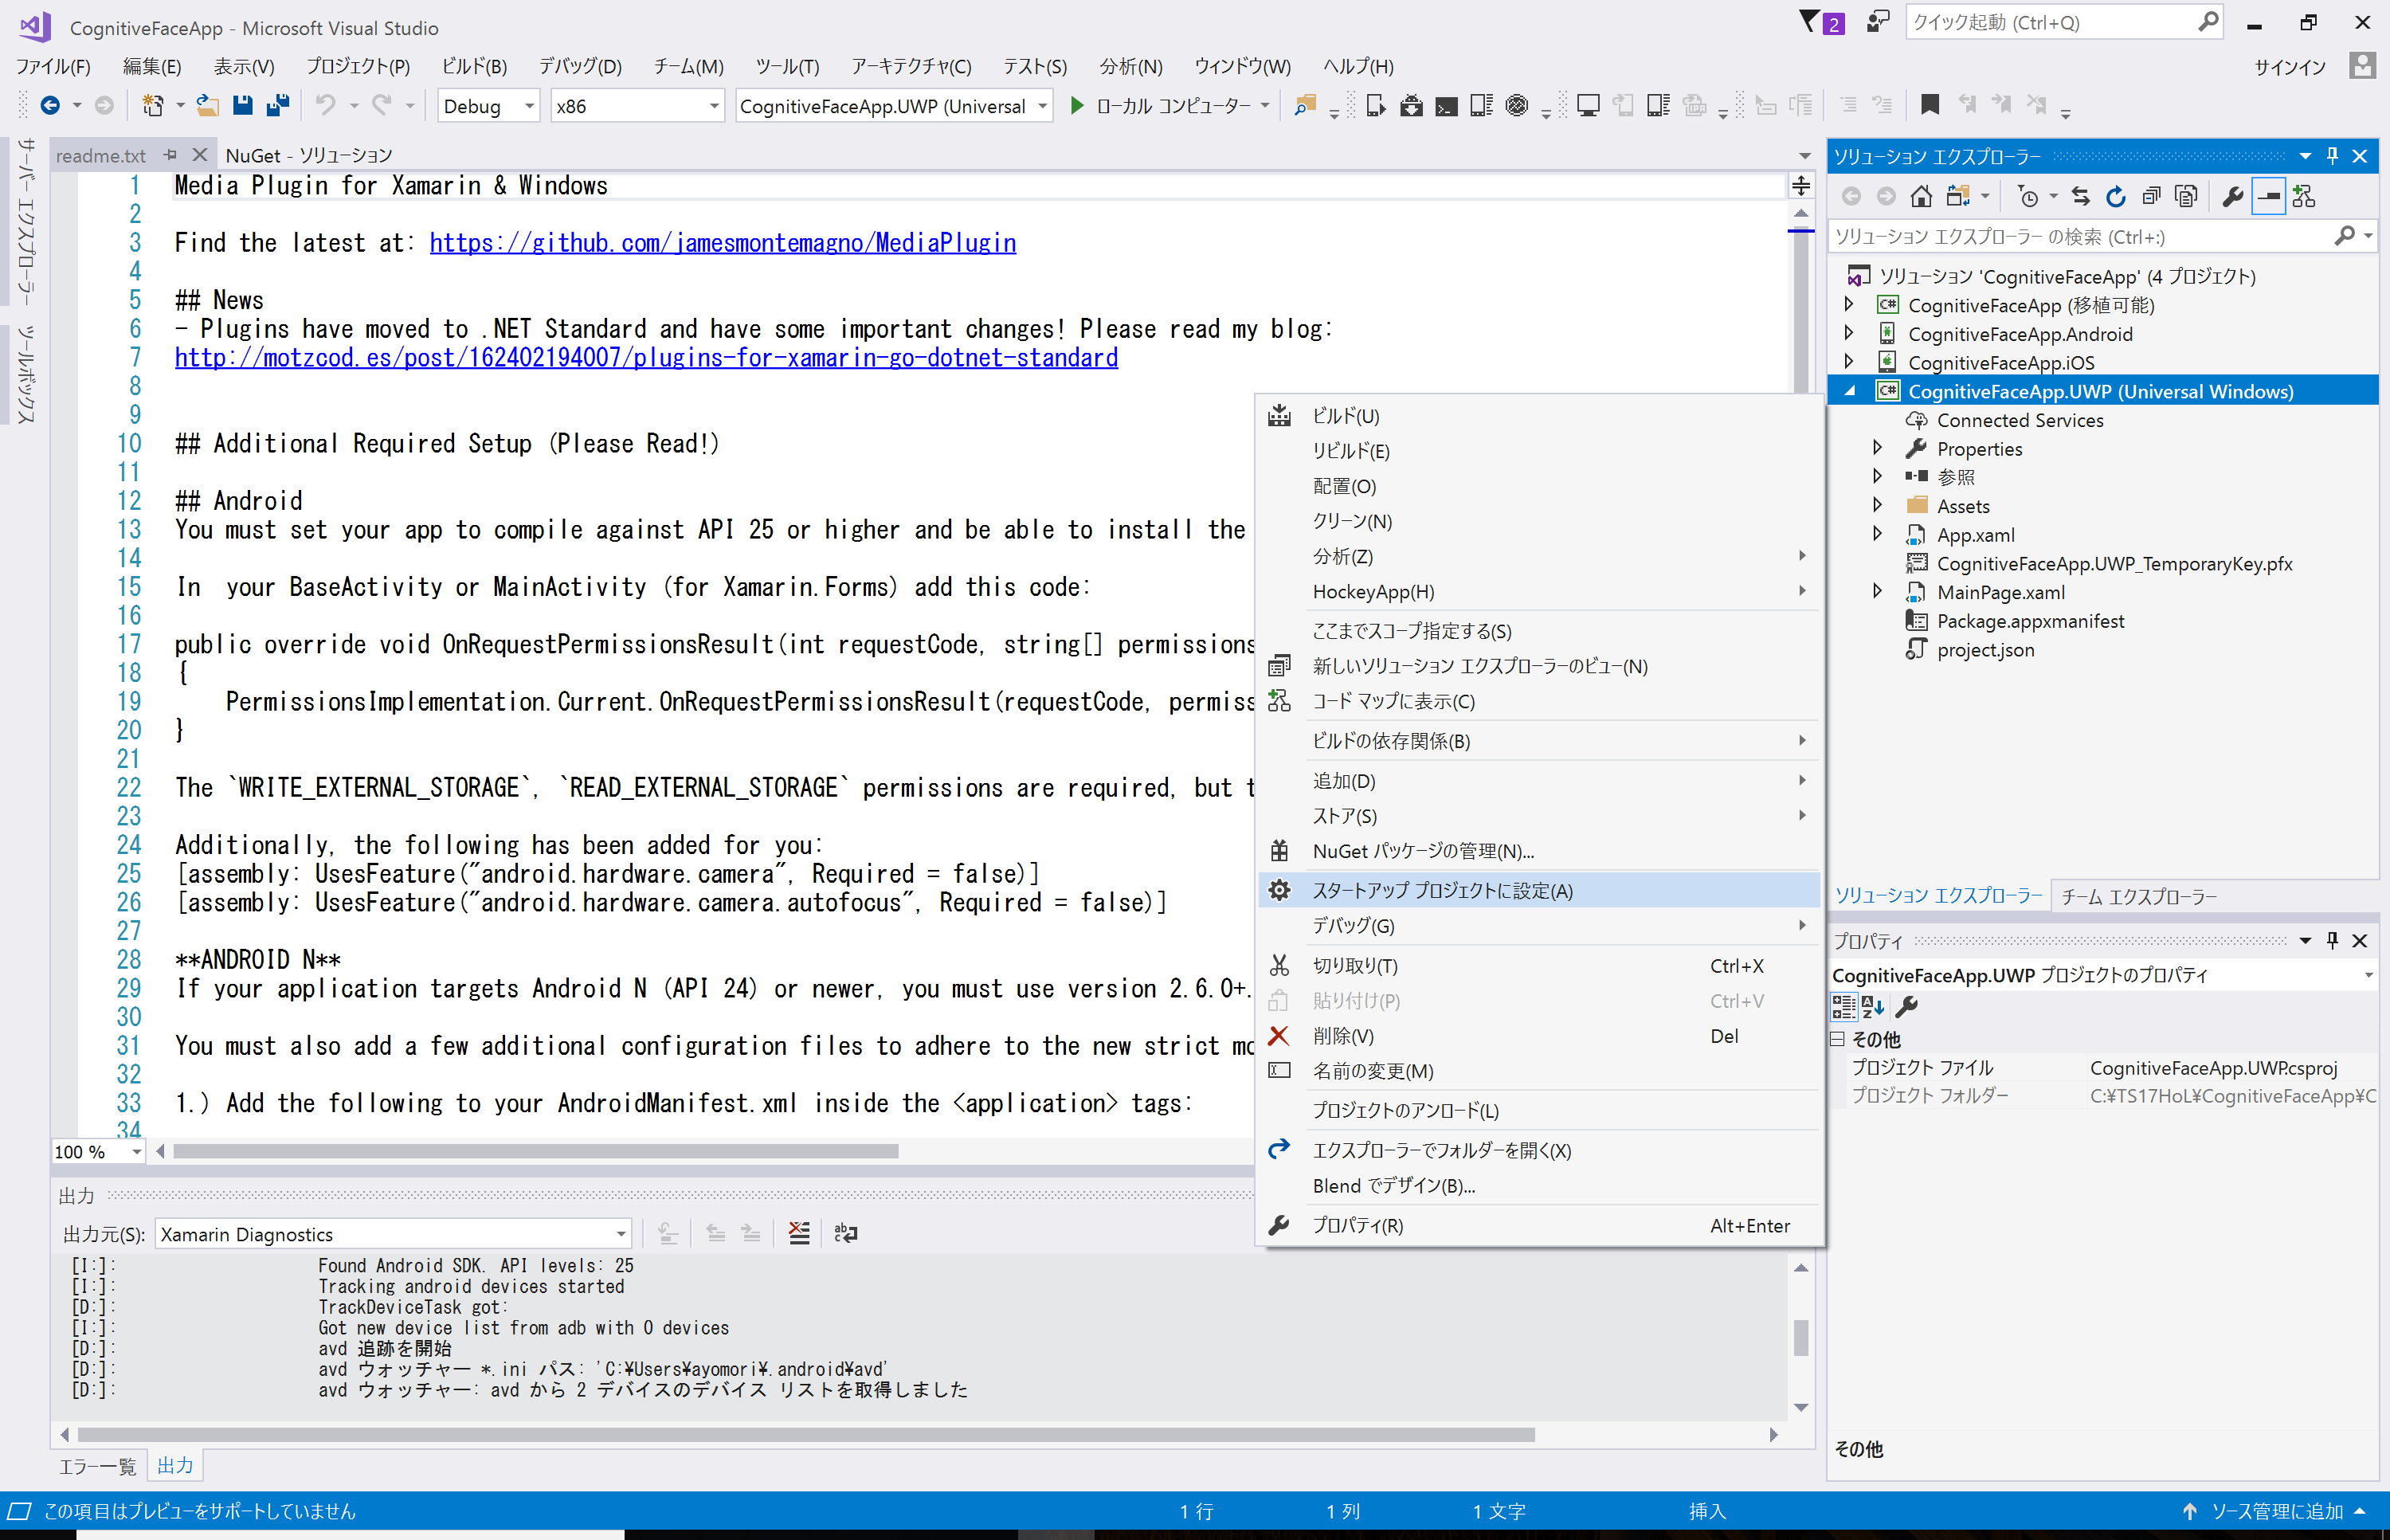 CognitiveFaceApp - Microsoft Visual Studio
2
クイック起動 (Ctrl+Q)
ファイル(F) 編集(E) 表示(V) プロジェクト(P) ビルド(B) デバッグ(D) チーム(M) ツール(T) アーキテクチャ(C) テスト(S) 分析(N) ウィンドウ(W) ヘルプ(H)
サインイン
Debug x86 CognitiveFaceApp.UWP (Universal ローカル コンピューター
サーバー エクスプローラー
ツールボックス
readme.txt NuGet - ソリューション
1 Media Plugin for Xamarin & Windows
2
3 Find the latest at: https://github.com/jamesmontemagno/MediaPlugin
4
5 ## News
6 - Plugins have moved to .NET Standard and have some important changes! Please read my blog:
7 http://motzcod.es/post/162402194007/plugins-for-xamarin-go-dotnet-standard
8
9
10 ## Additional Required Setup (Please Read!)
11
12 ## Android
13 You must set your app to compile against API 25 or higher and be able to install the
14
15 In  your BaseActivity or MainActivity (for Xamarin.Forms) add this code:
16
17 public override void OnRequestPermissionsResult(int requestCode, string[] permissions
18 {
19     PermissionsImplementation.Current.OnRequestPermissionsResult(requestCode, permiss
20 }
21
22 The `WRITE_EXTERNAL_STORAGE`, `READ_EXTERNAL_STORAGE` permissions are required, but t
23
24 Additionally, the following has been added for you:
25 [assembly: UsesFeature("android.hardware.camera", Required = false)]
26 [assembly: UsesFeature("android.hardware.camera.autofocus", Required = false)]
27
28 **ANDROID N**
29 If your application targets Android N (API 24) or newer, you must use version 2.6.0+.
30
31 You must also add a few additional configuration files to adhere to the new strict mo
32
33 1.) Add the following to your AndroidManifest.xml inside the <application> tags:
34
100 %
出力
出力元(S): Xamarin Diagnostics
[I:]: Found Android SDK. API levels: 25
[I:]: Tracking android devices started
[D:]: TrackDeviceTask got:
[I:]: Got new device list from adb with 0 devices
[D:]: avd 追跡を開始
[D:]: avd ウォッチャー *.ini パス: 'C:¥Users¥ayomori¥.android¥avd'
[D:]: avd ウォッチャー: avd から 2 デバイスのデバイス リストを取得しました
エラー一覧 出力
ビルド(U)
リビルド(E)
配置(O)
クリーン(N)
分析(Z)
HockeyApp(H)
ここまでスコープ指定する(S)
新しいソリューション エクスプローラーのビュー(N)
コード マップに表示(C)
ビルドの依存関係(B)
追加(D)
ストア(S)
NuGet パッケージの管理(N)...
スタートアップ プロジェクトに設定(A)
デバッグ(G)
切り取り(T) Ctrl+X
貼り付け(P) Ctrl+V
削除(V) Del
名前の変更(M)
プロジェクトのアンロード(L)
エクスプローラーでフォルダーを開く(X)
Blend でデザイン(B)...
プロパティ(R) Alt+Enter
ソリューション エクスプローラー
ソリューション エクスプローラー の検索 (Ctrl+:)
ソリューション 'CognitiveFaceApp' (4 プロジェクト)
C# CognitiveFaceApp (移植可能)
CognitiveFaceApp.Android
CognitiveFaceApp.iOS
C# CognitiveFaceApp.UWP (Universal Windows)
Connected Services
Properties
参照
Assets
App.xaml
CognitiveFaceApp.UWP_TemporaryKey.pfx
MainPage.xaml
Package.appxmanifest
project.json
ソリューション エクスプローラー チーム エクスプローラー
プロパティ
CognitiveFaceApp.UWP プロジェクトのプロパティ
その他
プロジェクト ファイル CognitiveFaceApp.UWP.csproj
プロジェクト フォルダー C:¥TS17HoL¥CognitiveFaceApp¥C
その他
この項目はプレビューをサポートしていません 1 行 1 列 1 文字 挿入 ソース管理に追加